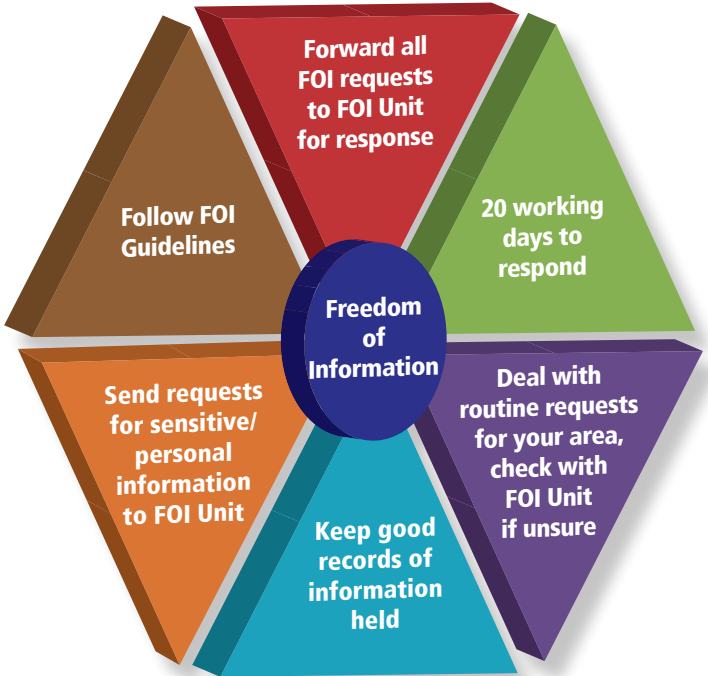 Forward all
FOI requests
to FOI Unit
for response
20 working
days to
respond
Deal with
routine requests
for your area,
check with
FOI Unit
if unsure
Keep good
records of
information
held
Send requests
for sensitive/
personal
information
to FOI Unit
Follow FOI
Guidelines
Freedom
of
Information